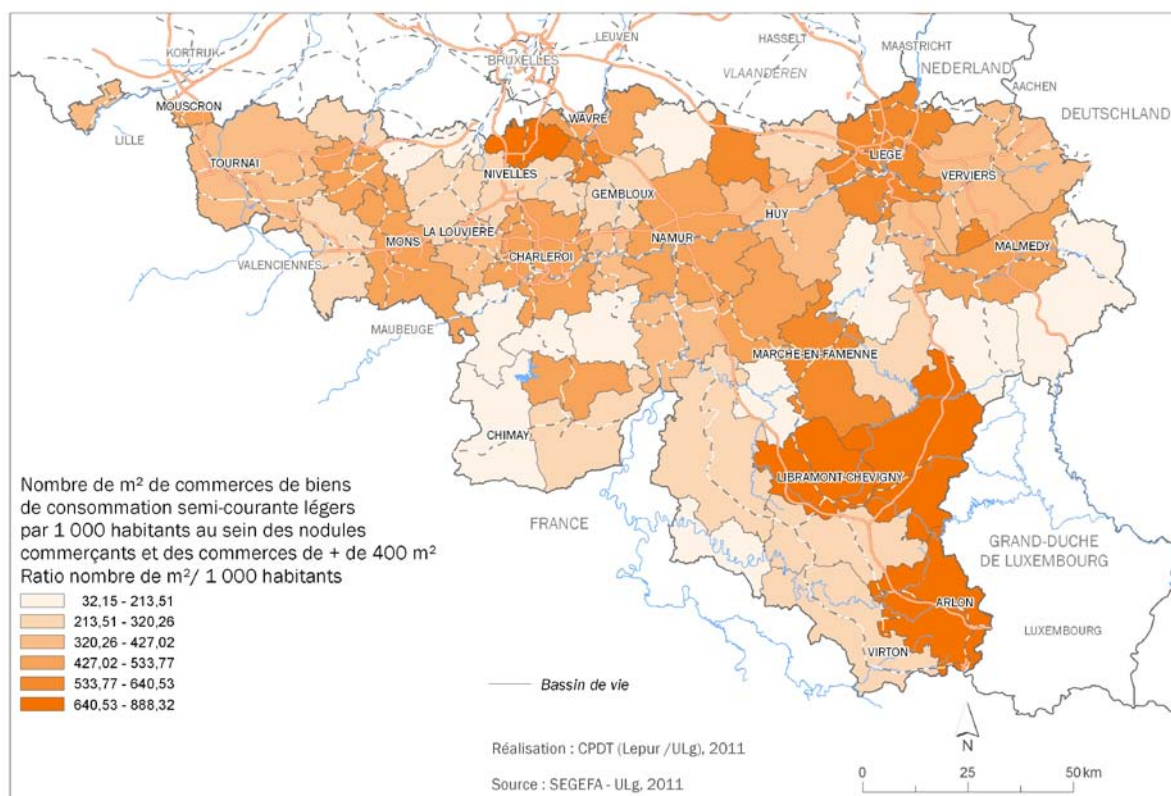 LEUVEN
HASSELT
KORTRIJK
BRUXELLES
MAASTRICHT
VLAANDEREN
NEDERLAND
AACHEN
MOUSCRON
DEUTSCHLAND
WAVRE
LILLE
LIEGE
TOURNAI
NIVELLES
VERVIERS
GEMBLOUX
HUY
LA LOUVIERE
NAMUR
MONS
MALMEDY
CHARLEROI
VALENCIENNES
MAUBEUGE
MARCHE-EN-FAMENNE
CHIMAY
LIBRAMONT-CHEVIGNY
FRANCE
GRAND-DUCHE
DE LUXEMBOURG
ARLON
LUXEMBOURG
VIRTON
Nombre de m² de commerces de biens
de consommation semi-courante légers
par 1 000 habitants au sein des nodules
commerçants et des commerces de + de 400 m²
Ratio nombre de m²/ 1 000 habitants
32,15 - 213,51
213,51 - 320,26
320,26 - 427,02
427,02 - 533,77
533,77 - 640,53
640,53 - 888,32
Bassin de vie
Réalisation : CPDT (Lepur /ULg), 2011
Source : SEGEFA - ULg, 2011
N
0 25 50 km